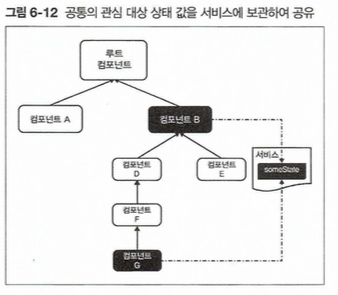 그림 6-12 공통의 관심 대상 상태 값을 서비스에 보관하여 공유
루트
컴포넌트
컴포넌트 A
컴포넌트 B
서비스
someState
컴포넌트
D
컴포넌트
E
컴포넌트
F
컴포넌트
G